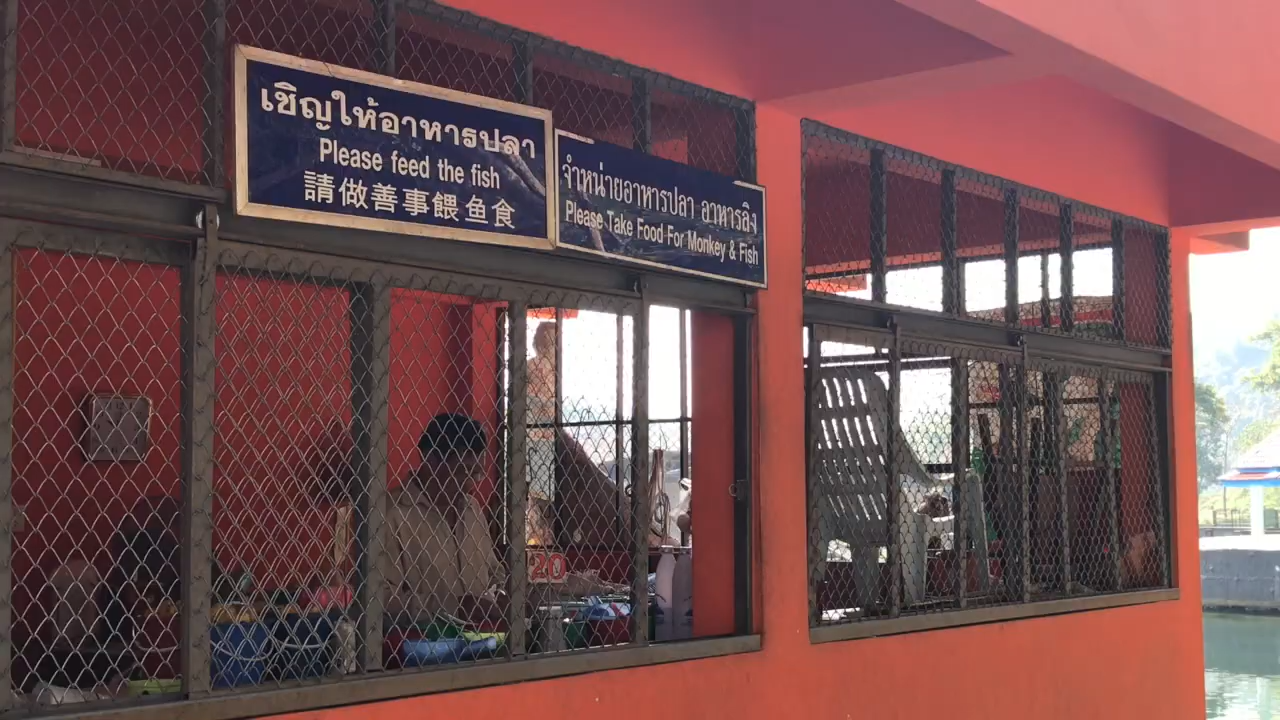 เชิญให้อาหารปลา
Please feed the fish
請做善事餵鱼食
จำหน่ายอาหารปลา อาหารลิง
Please Take Food For Monkey & Fish
20